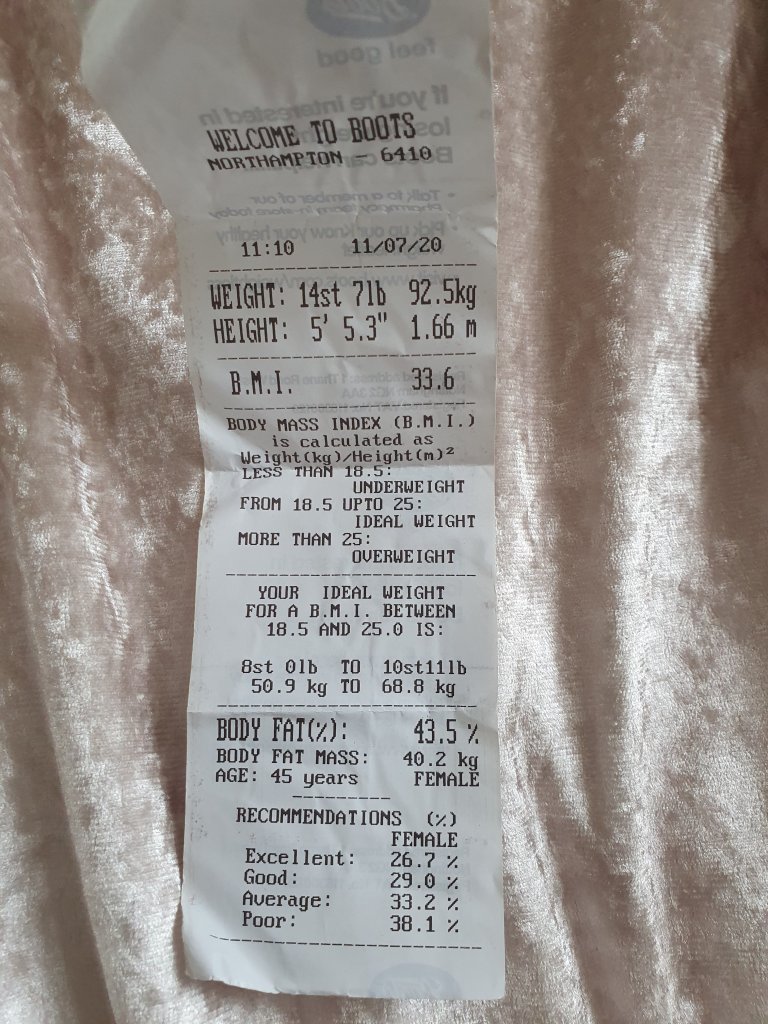 WELCOME TO BOOTS
NORTHAMPTON - 6410
11:10 11/07/20
WEIGHT: 14st 7lb 92.5kg
HEIGHT: 5' 5.3" 1.66 m
B.M.I. 33.6
BODY MASS INDEX (B.M.I.)
is calculated as
Weight(kg)/Height(m)²
LESS THAN 18.5:
UNDERWEIGHT
FROM 18.5 UPTO 25:
IDEAL WEIGHT
MORE THAN 25:
OVERWEIGHT
YOUR IDEAL WEIGHT
FOR A B.M.I. BETWEEN
18.5 AND 25.0 IS:
8st 0lb TO 10st11lb
50.9 kg TO 68.8 kg
BODY FAT(%): 43.5 %
BODY FAT MASS: 40.2 kg
AGE: 45 years FEMALE
RECOMMENDATIONS (%)
FEMALE
Excellent: 26.7 %
Good: 29.0 %
Average: 33.2 %
Poor: 38.1 %